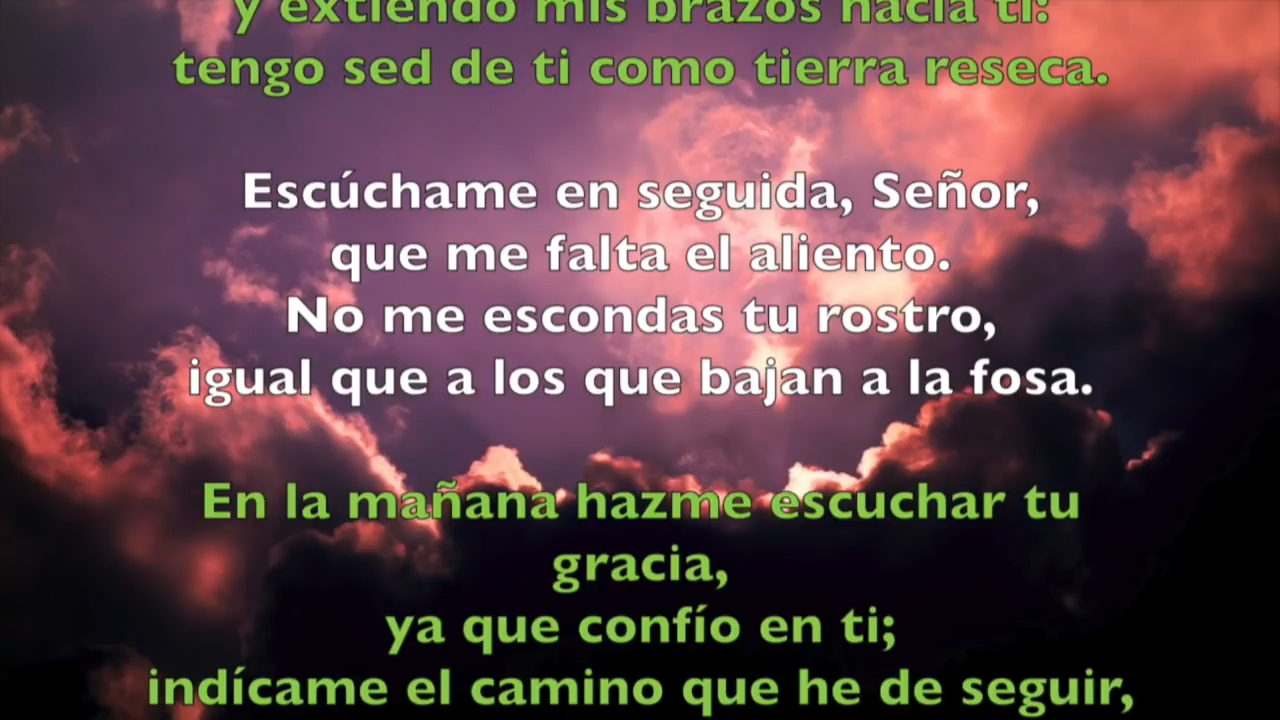 y extiendo mis brazos hacia ti:
tengo sed de ti como tierra reseca.
Escúchame en seguida, Señor,
que me falta el aliento.
No me escondas tu rostro,
igual que a los que bajan a la fosa.
En la mañana hazme escuchar tu
gracia,
ya que confío en ti;
indícame el camino que he de seguir,